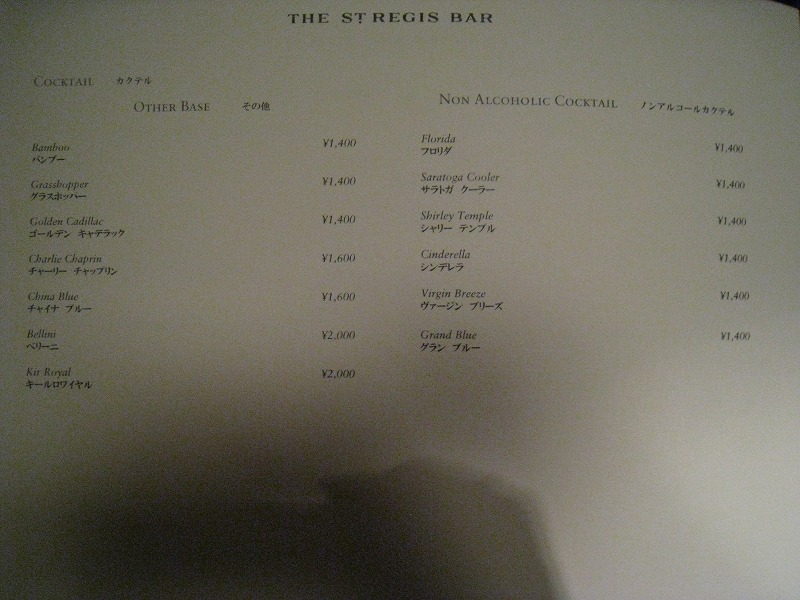 THE ST. REGIS BAR
COCKTAIL カクテル
OTHER BASE その他
Bamboo ¥1,400
バンブー
Grasshopper ¥1,400
グラスホッパー
Golden Cadillac ¥1,400
ゴールデン キャデラック
Charlie Chaprin ¥1,600
チャーリー チャップリン
China Blue ¥1,600
チャイナ ブルー
Bellini ¥2,000
ベリーニ
Kir Royal ¥2,000
キールロワイヤル
NON ALCOHOLIC COCKTAIL ノンアルコールカクテル
Florida ¥1,400
フロリダ
Saratoga Cooler ¥1,400
サラトガ クーラー
Shirley Temple ¥1,400
シャリー テンプル
Cinderella ¥1,400
シンデレラ
Virgin Breeze ¥1,400
ヴァージン ブリーズ
Grand Blue ¥1,400
グラン ブルー